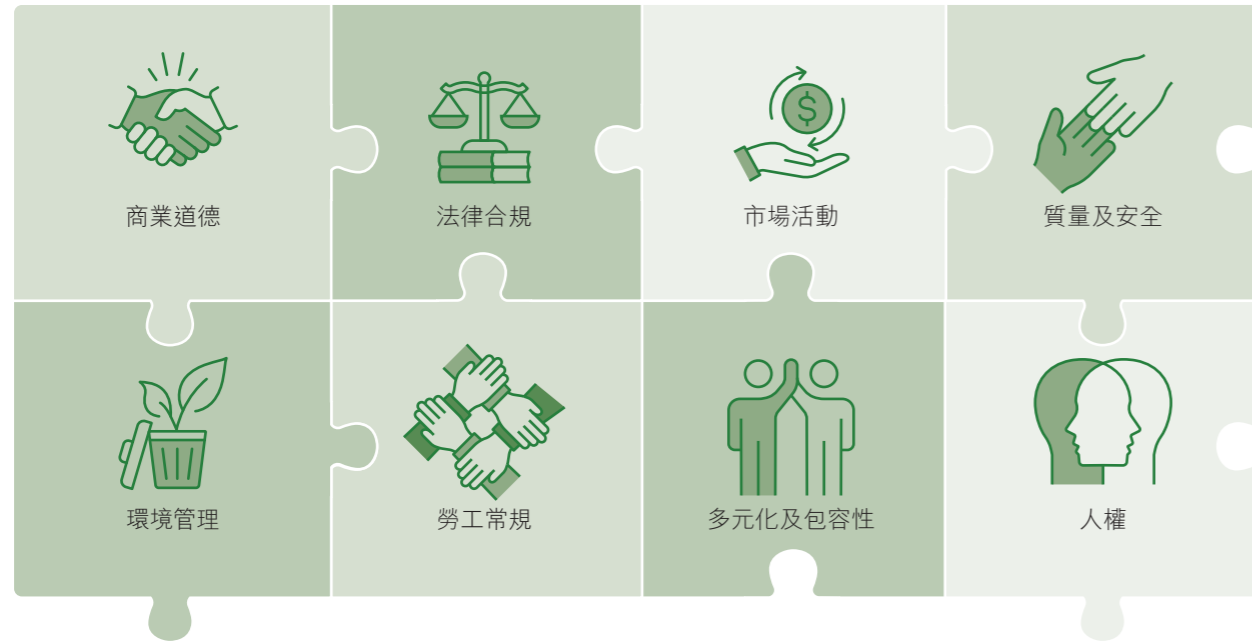 商業道德
法律合規
市場活動
質量及安全
環境管理
勞工常規
多元化及包容性
人權